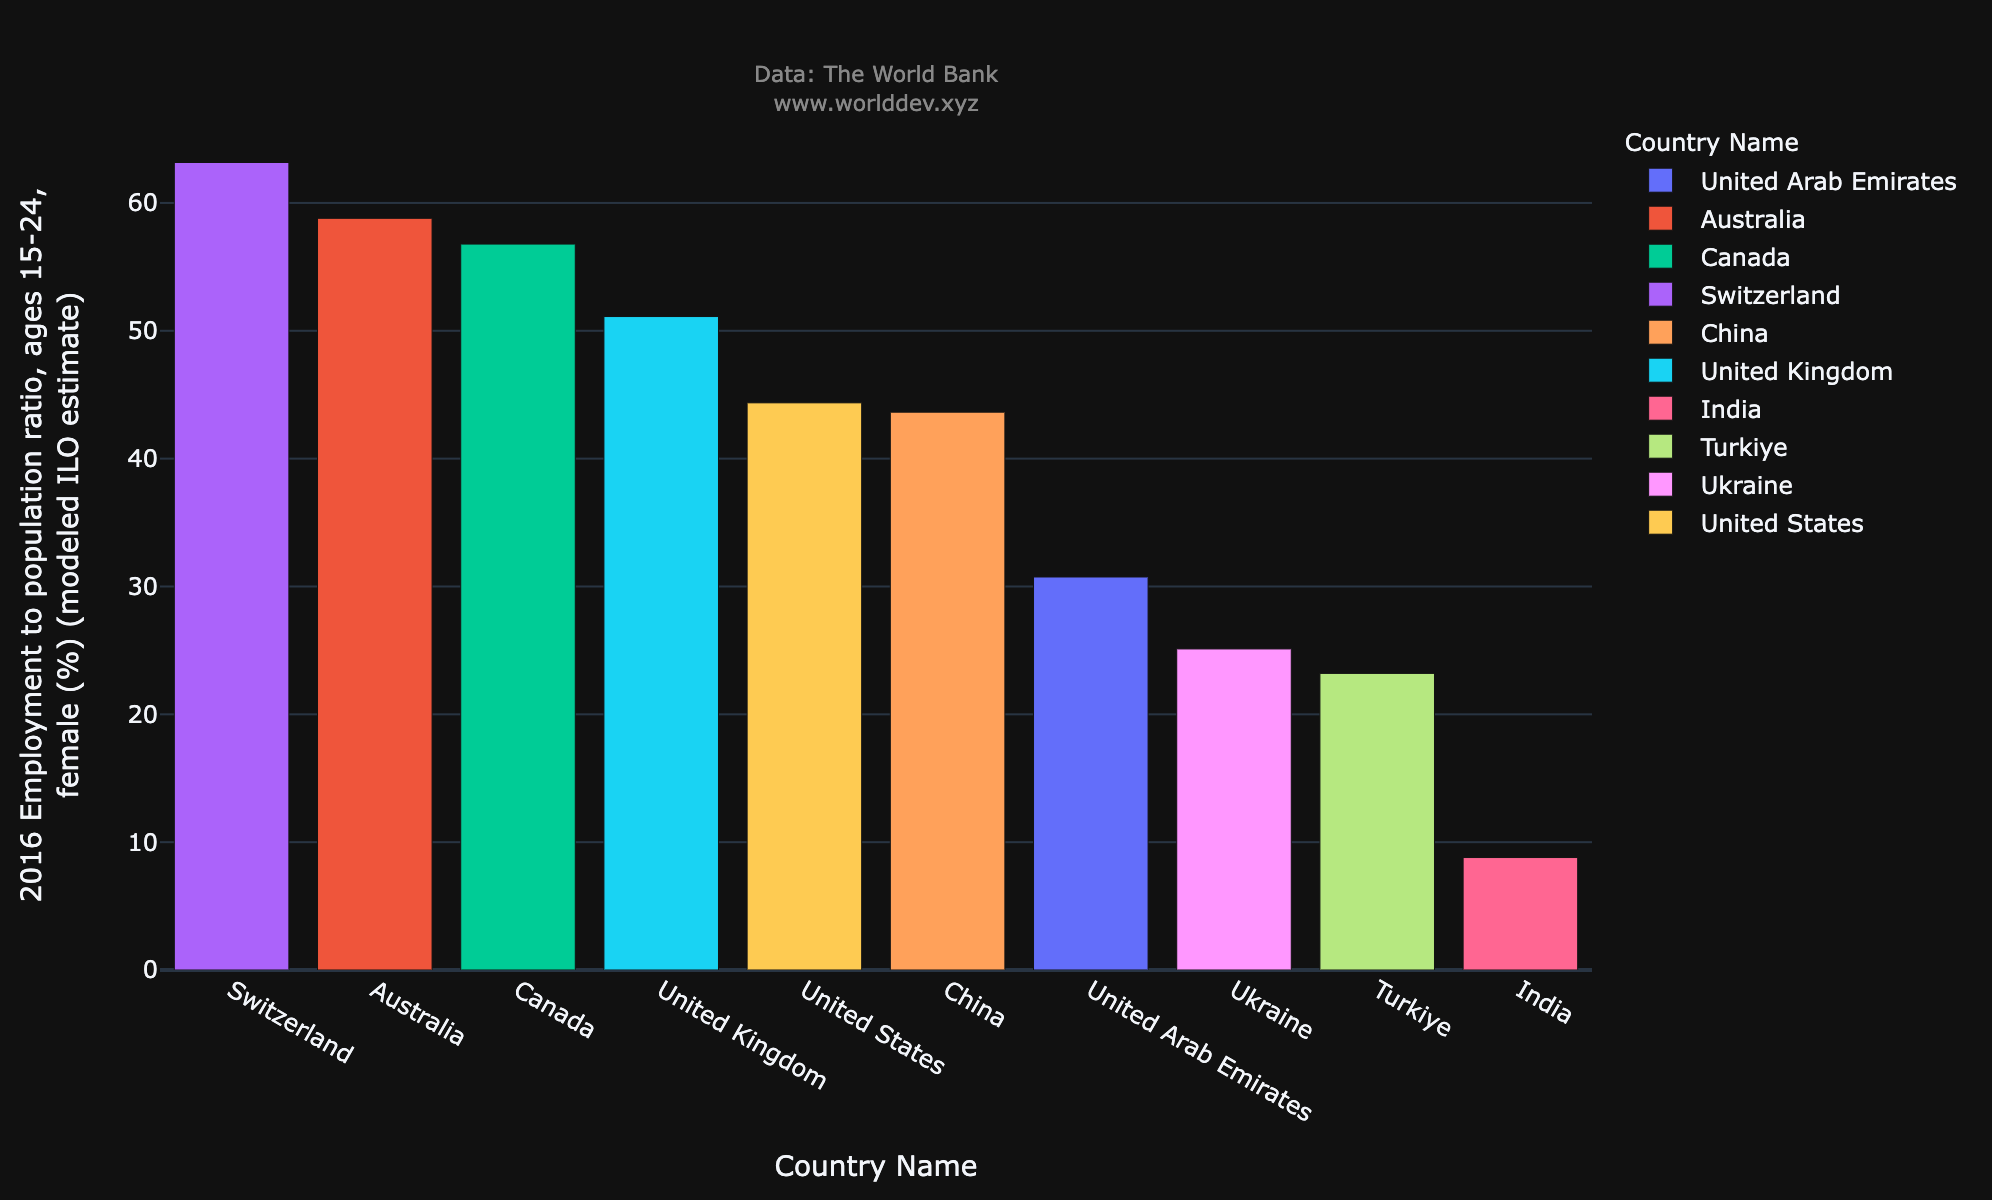 Data: The World Bank
www.worlddev.xyz
2016 Employment to population ratio, ages 15-24,
female (%) (modeled ILO estimate)
60
50
40
30
20
10
0
Switzerland
Australia
Canada
United Kingdom
United States
China
United Arab Emirates
Ukraine
Turkiye
India
Country Name
Country Name
United Arab Emirates
Australia
Canada
Switzerland
China
United Kingdom
India
Turkiye
Ukraine
United States